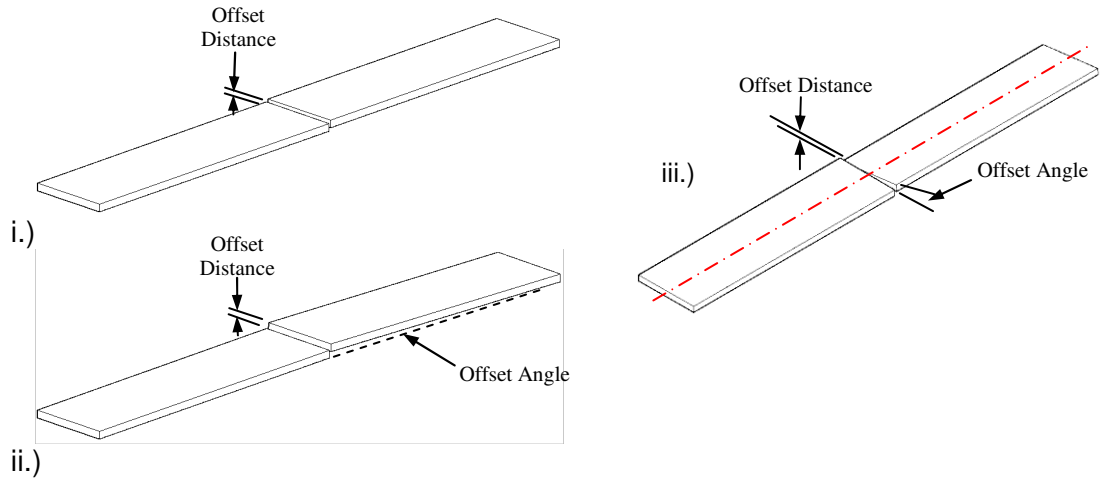 Offset
Distance
i.)
Offset
Distance
Offset Angle
ii.)
Offset Distance
iii.)
Offset Angle